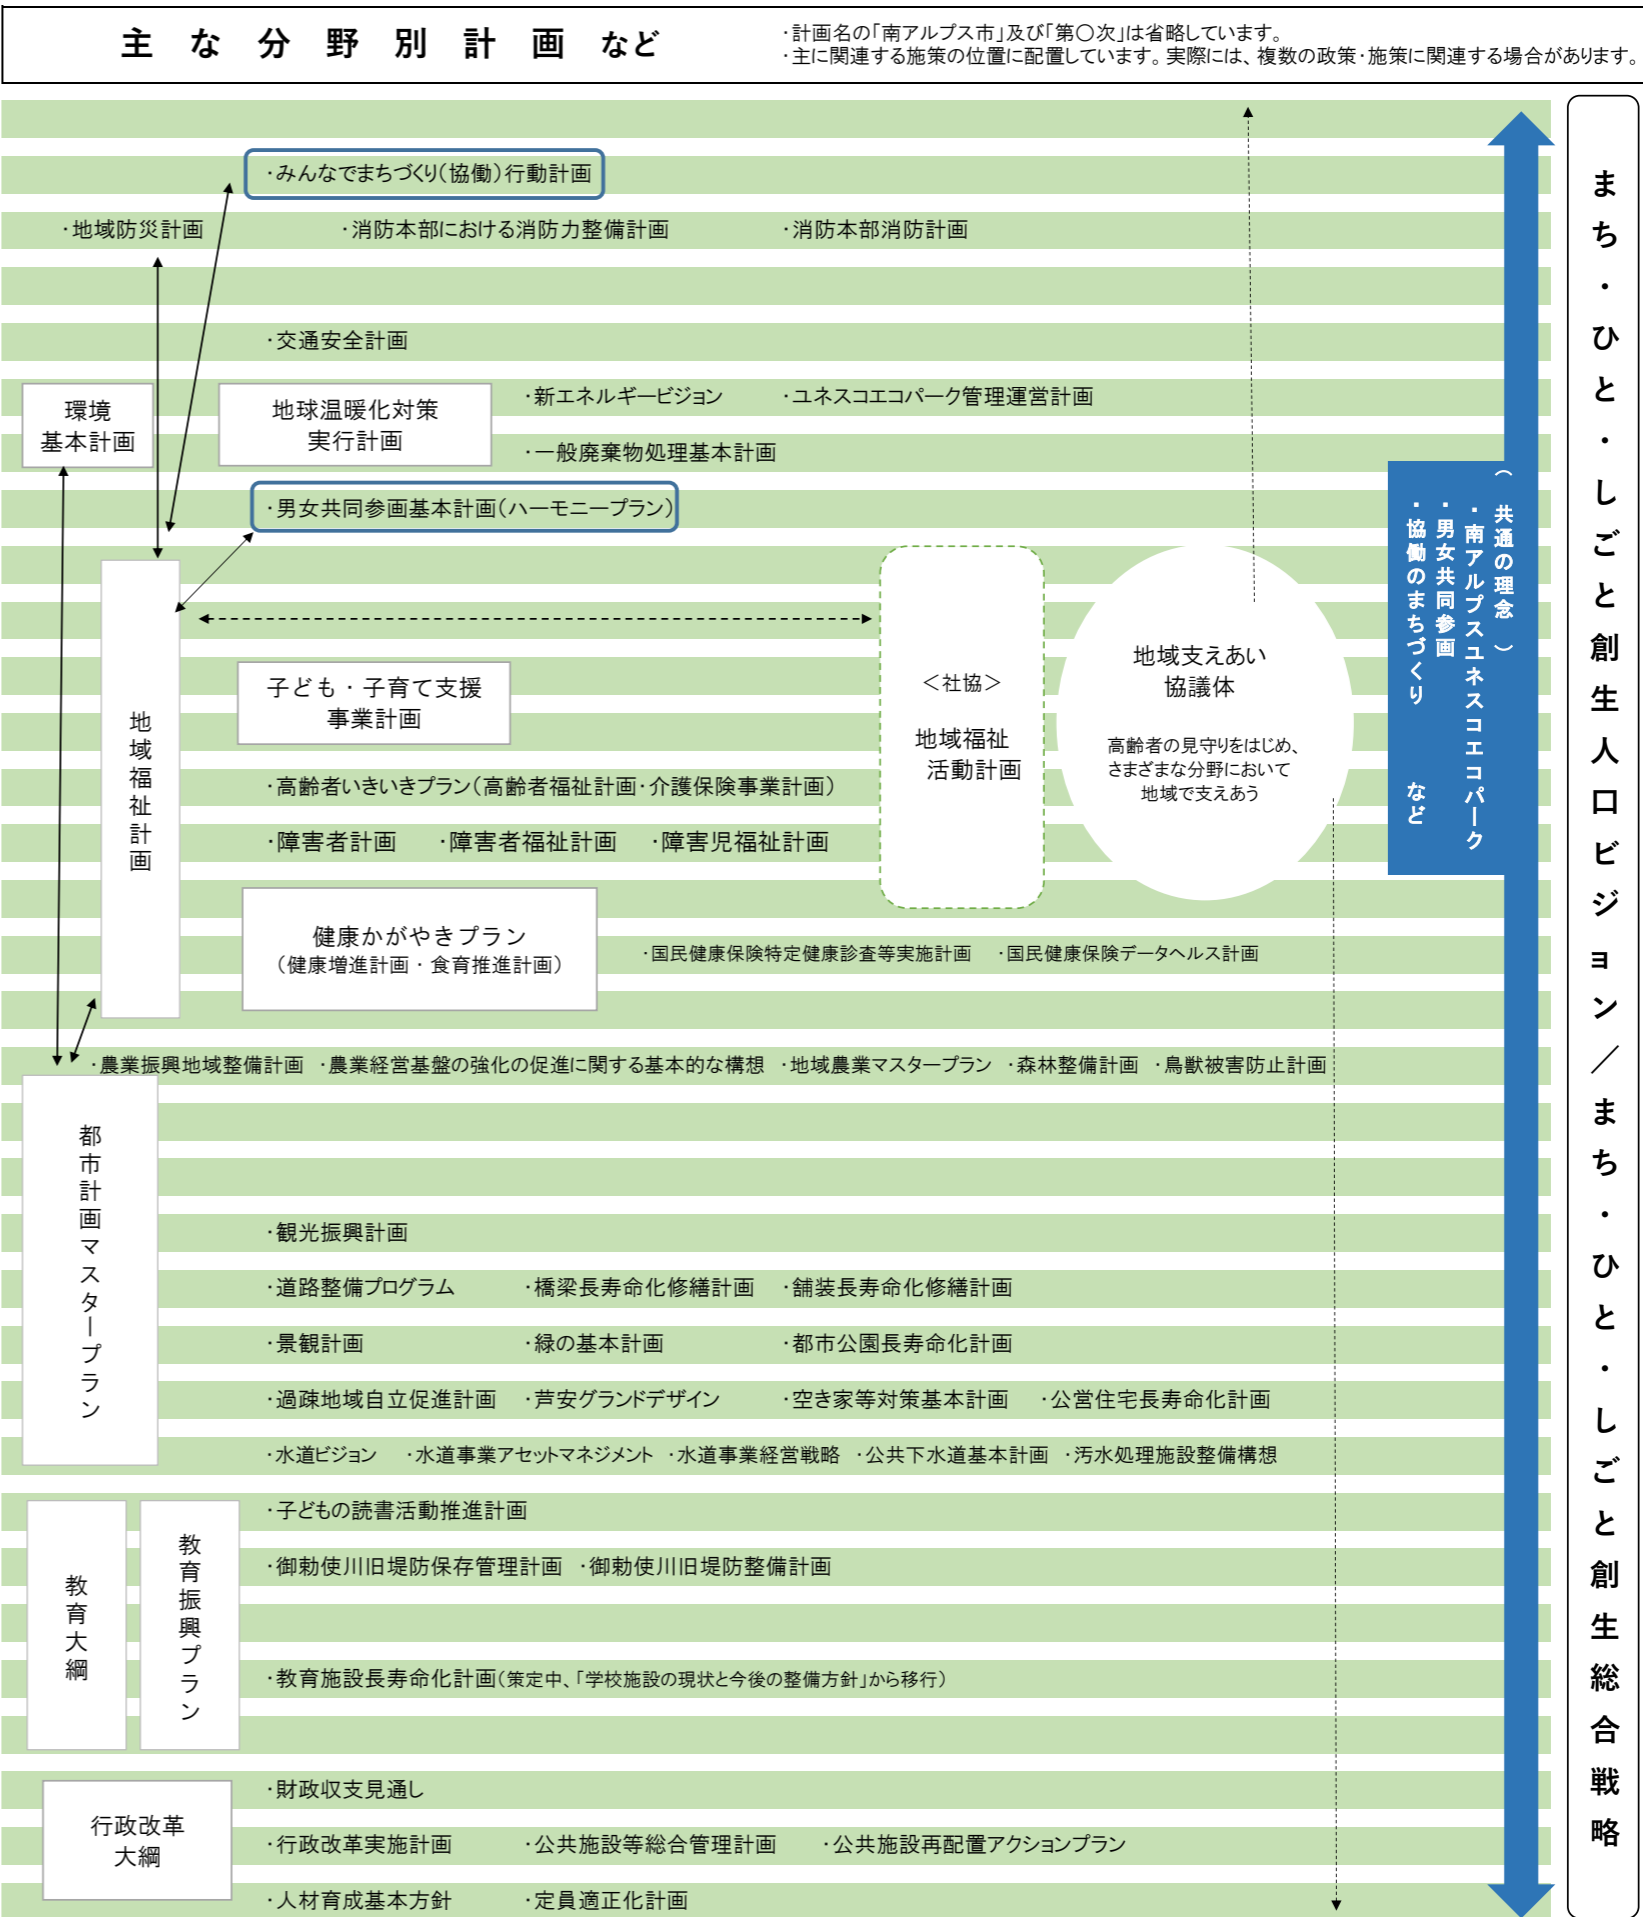 主な分野別計画など
・計画名の「南アルプス市」及び「第〇次」は省略しています。
・主に関連する施策の位置に配置しています。実際には、複数の政策・施策に関連する場合があります。
・みんなでまちづくり(協働)行動計画
・地域防災計画
・消防本部における消防力整備計画
・消防本部消防計画
・交通安全計画
環境
基本計画
地球温暖化対策
実行計画
・新エネルギービジョン
・ユネスコエコパーク管理運営計画
・一般廃棄物処理基本計画
・男女共同参画基本計画(ハーモニープラン)
地域福祉計画
子ども・子育て支援
事業計画
・高齢者いきいきプラン(高齢者福祉計画・介護保険事業計画)
・障害者計画
・障害者福祉計画
・障害児福祉計画
健康かがやきプラン
(健康増進計画・食育推進計画)
・国民健康保険特定健康診査等実施計画
・国民健康保険データヘルス計画
<社協>
地域福祉
活動計画
地域支えあい
協議体
高齢者の見守りをはじめ、
さまざまな分野において
地域で支えあう
(共通の理念)
・南アルプスユネスコエコパーク
・男女共同参画
・協働のまちづくり など
・農業振興地域整備計画
・農業経営基盤の強化の促進に関する基本的な構想
・地域農業マスタープラン
・森林整備計画
・鳥獣被害防止計画
都市計画マスタープラン
・観光振興計画
・道路整備プログラム
・橋梁長寿命化修繕計画
・舗装長寿命化修繕計画
・景観計画
・緑の基本計画
・都市公園長寿命化計画
・過疎地域自立促進計画
・芦安グランドデザイン
・空き家等対策基本計画
・公営住宅長寿命化計画
・水道ビジョン
・水道事業アセットマネジメント
・水道事業経営戦略
・公共下水道基本計画
・汚水処理施設整備構想
教育大綱
教育振興プラン
・子どもの読書活動推進計画
・御勅使川旧堤防保存管理計画
・御勅使川旧堤防整備計画
・教育施設長寿命化計画(策定中、「学校施設の現状と今後の整備方針」から移行)
行政改革
大綱
・財政収支見通し
・行政改革実施計画
・公共施設等総合管理計画
・公共施設再配置アクションプラン
・人材育成基本方針
・定員適正化計画
まち・ひと・しごと創生人口ビジョン/まち・ひと・しごと創生総合戦略